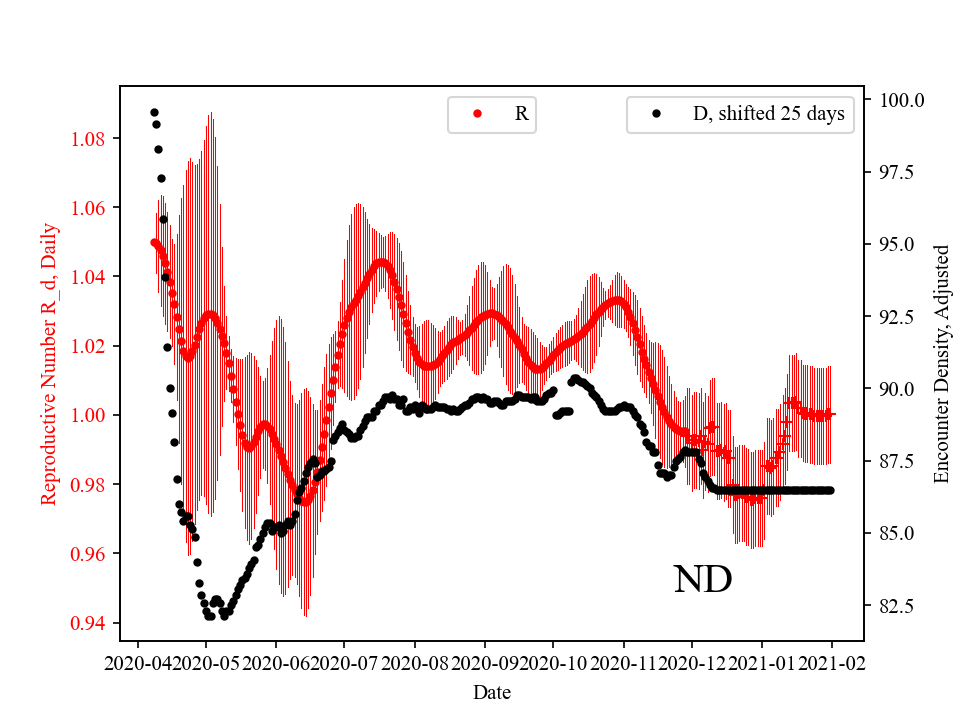 R
D, shifted 25 days
1.08
1.06
1.04
1.02
1.00
0.98
0.96
0.94
Reproductive Number R_d, Daily
100.0
97.5
95.0
92.5
90.0
87.5
85.0
82.5
Encounter Density, Adjusted
ND
2020-04 2020-05 2020-06 2020-07 2020-08 2020-09 2020-10 2020-11 2020-12 2021-01 2021-02
Date